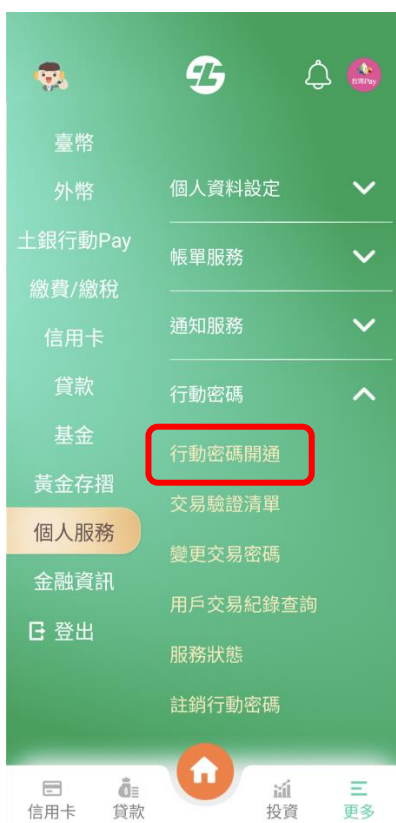 台灣Pay
臺幣
外幣
土銀行動Pay
繳費/繳稅
信用卡
貸款
基金
黃金存摺
個人服務
金融資訊
登出
個人資料設定
帳單服務
通知服務
行動密碼
行動密碼開通
交易驗證清單
變更交易密碼
用戶交易紀錄查詢
服務狀態
註銷行動密碼
信用卡
貸款
投資
更多